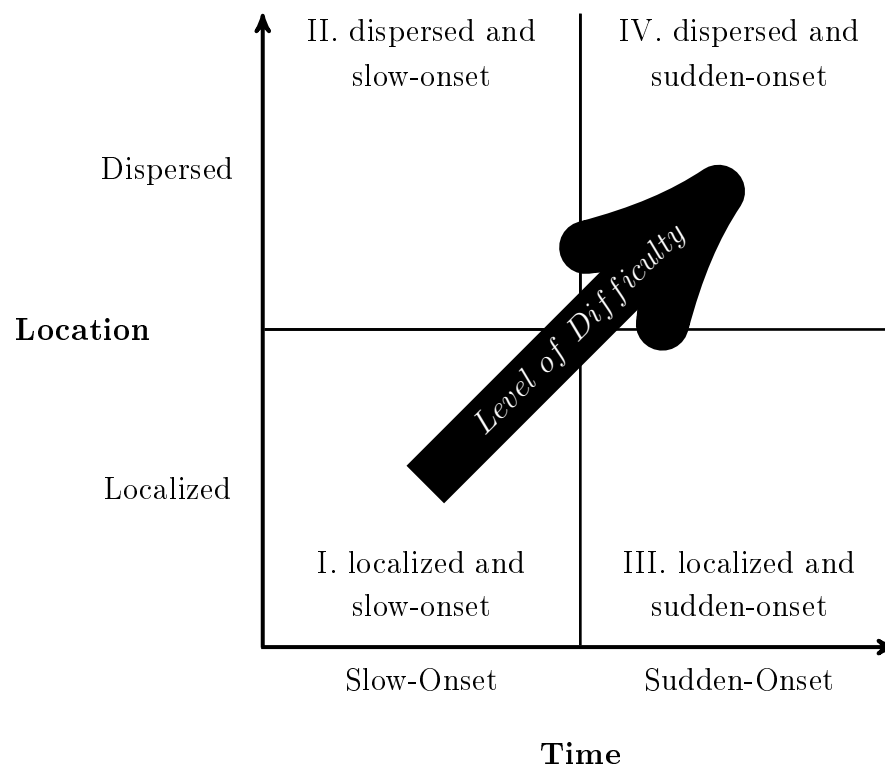 II. dispersed and
slow-onset
IV. dispersed and
sudden-onset
Dispersed
Level of Difficulty
Location
Localized
I. localized and
slow-onset
III. localized and
sudden-onset
Slow-Onset
Sudden-Onset
Time